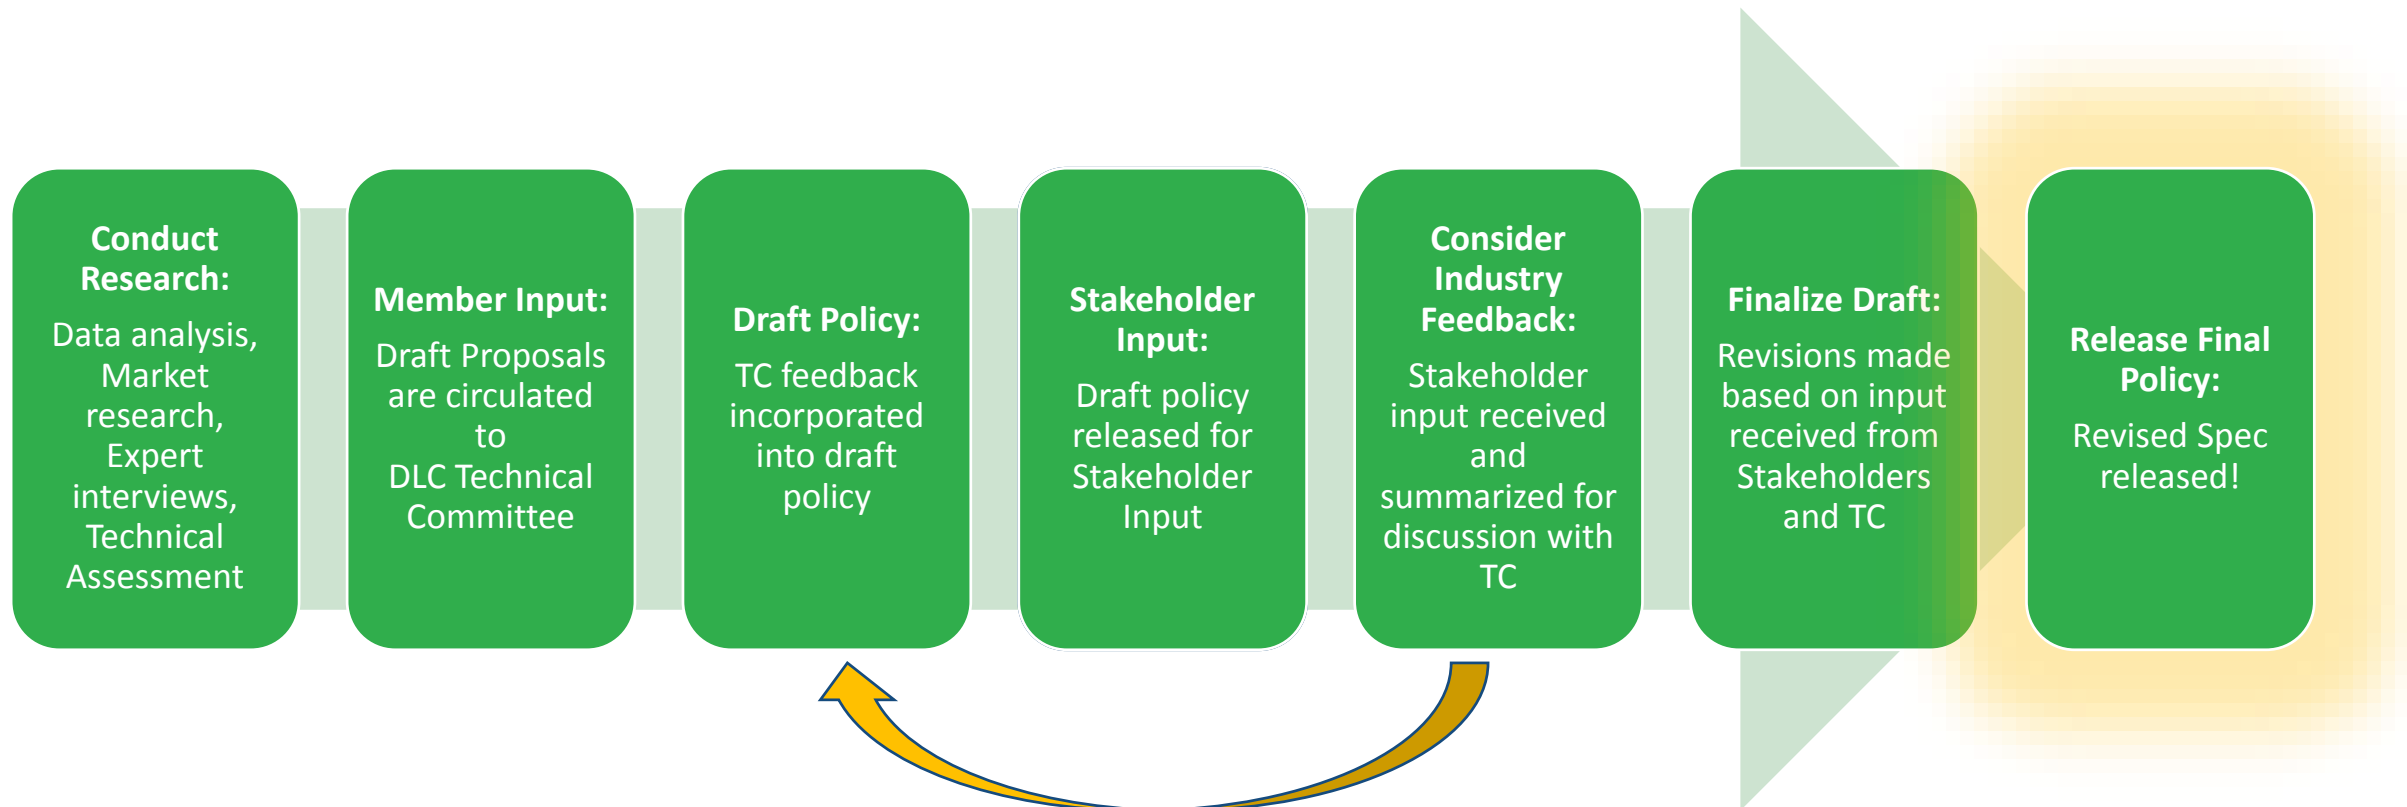 Conduct
Research:
Data analysis,
Market
research,
Expert
interviews,
Technical
Assessment
Member Input:
Draft Proposals
are circulated
to
DLC Technical
Committee
Draft Policy:
TC feedback
incorporated
into draft
policy
Stakeholder
Input:
Draft policy
released for
Stakeholder
Input
Consider
Industry
Feedback:
Stakeholder
input received
and
summarized for
discussion with
TC
Finalize Draft:
Revisions made
based on input
received from
Stakeholders
and TC
Release Final
Policy:
Revised Spec
released!